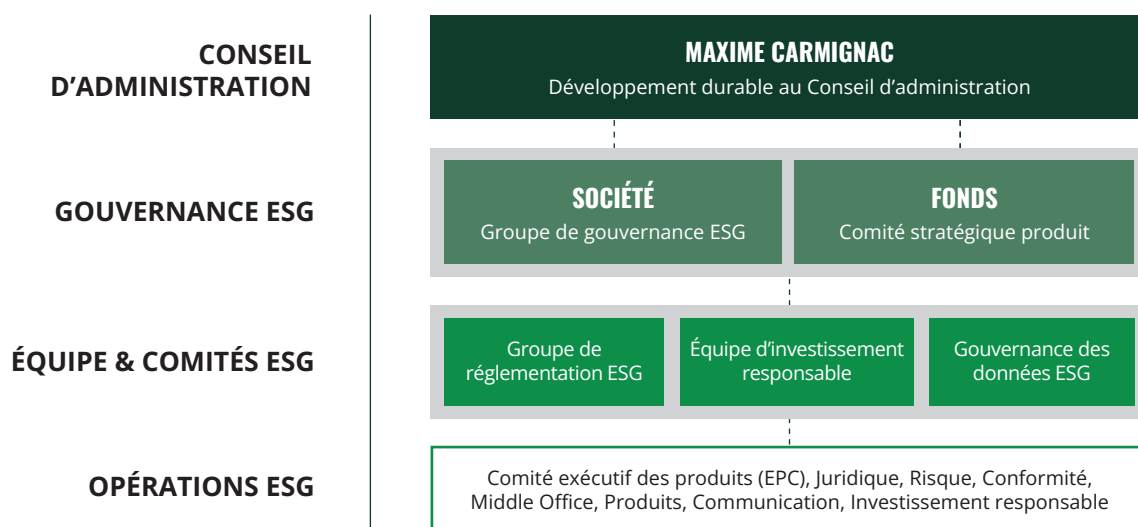 CONSEIL
D'ADMINISTRATION
MAXIME CARMIGNAC
Développement durable au Conseil d'administration
GOUVERNANCE ESG
SOCIÉTÉ
Groupe de gouvernance ESG
FONDS
Comité stratégique produit
ÉQUIPE & COMITÉS ESG
Groupe de
réglementation ESG
Équipe d'investissement
responsable
Gouvernance des
données ESG
OPÉRATIONS ESG
Comité exécutif des produits (EPC), Juridique, Risque, Conformité,
Middle Office, Produits, Communication, Investissement responsable